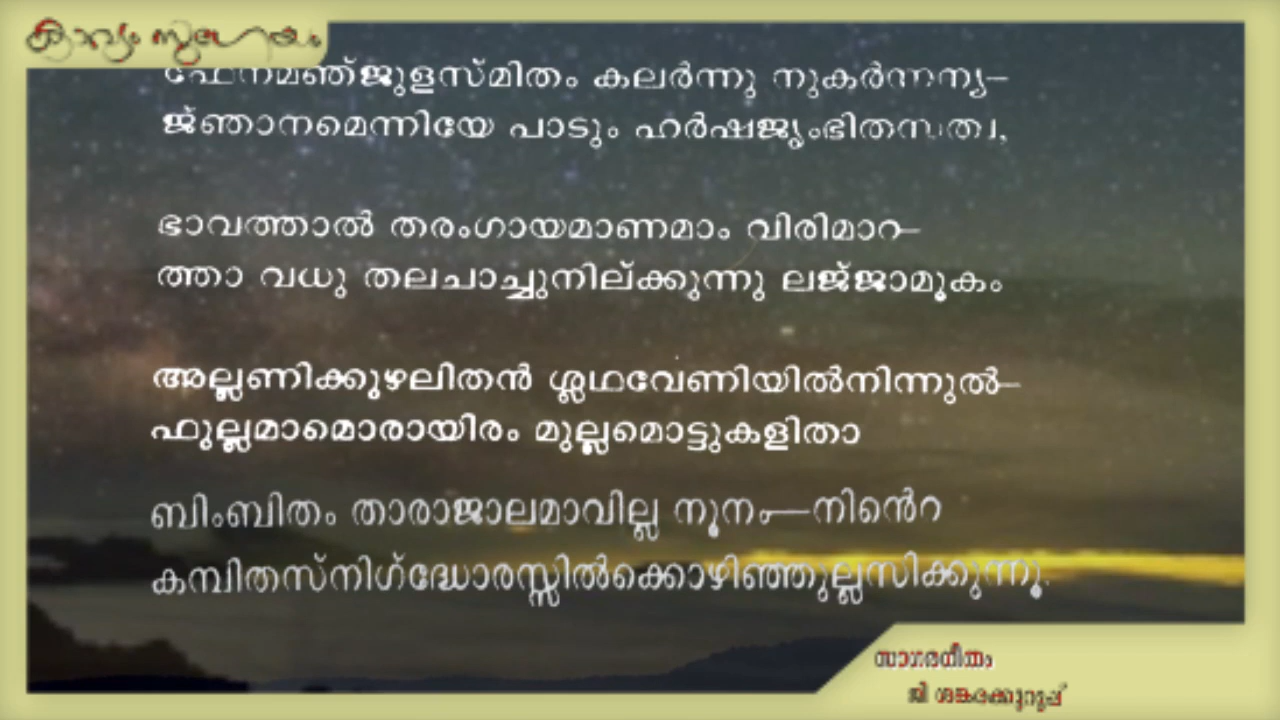 കാവ്യം സുഗേയം
ഫേനമഞ്ജുളസ്മിതം കലർന്നു നുകർന്നന്യ–
ജ്ഞാനമെന്നിയേ പാടും ഹർഷജൃംഭിതസത്വ,
ഭാവത്താൽ തരംഗായമാണമാം വിരിമാറ–
ത്താ വധു തലചാച്ചുനില്ക്കുന്നു ലജ്ജാമൂകം
അല്ലണിക്കുഴലിതൻ ശ്ലഥവേണിയിൽനിന്നുൽ–
ഫുല്ലമാമൊരായിരം മുല്ലമൊട്ടുകളിതാ
ബിംബിതം താരാജാലമാവില്ല നൂനം—നിൻെറ
കമ്പിതസ്നിഗ്ദ്ധോരസ്സിൽക്കൊഴിഞ്ഞുല്ലസിക്കുന്നൂ.
സാഗരഗീതം
ജി ശങ്കരക്കുറുപ്പ്